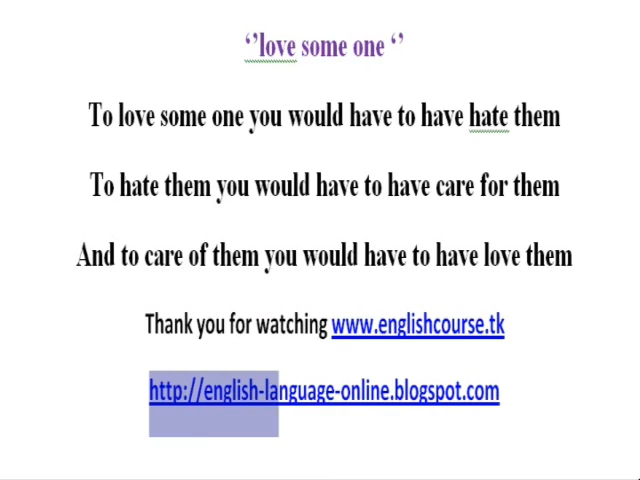 ‘’love some one ‘’
To love some one you would have to have hate them
To hate them you would have to have care for them
And to care of them you would have to have love them
Thank you for watching www.englishcourse.tk
http://english-language-online.blogspot.com